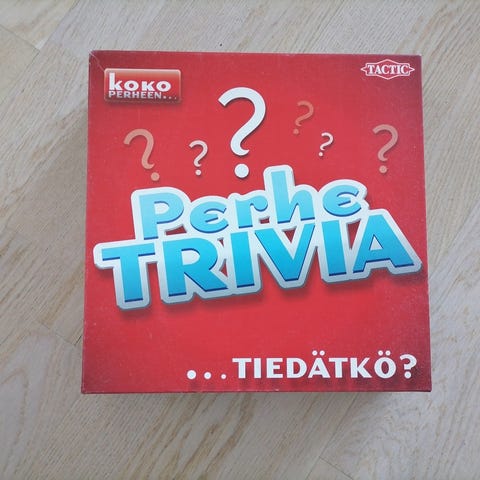 KOKO
PERHEEN...
TACTIC
? ? ? ? ? ?
Perhe
TRIVIA
...TIEDÄTKÖ?